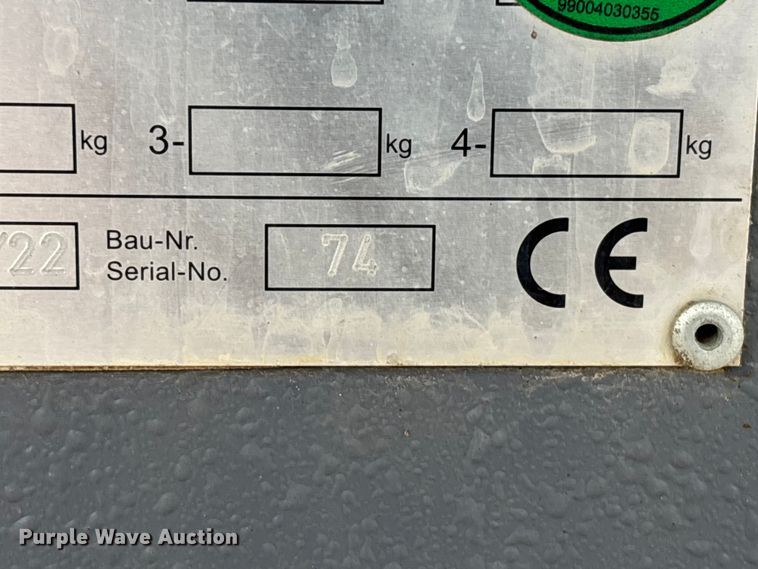 99004030355
kg 3- kg 4- kg
/22 Bau-Nr. 74 CE
Serial-No.
Purple Wave Auction